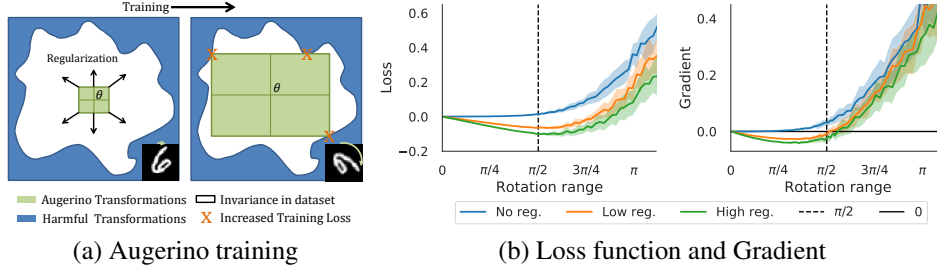 Training
(a)
Regularization
θ
X
X
θ
X
Augerino Transformations
Invariance in dataset
Harmful Transformations
X Increased Training Loss
(a) Augerino training
(b)
Loss
0.6
0.4
0.2
0.0
−0.2
0
π/4
π/2
3π/4
π
Rotation range
Gradient
0.4
0.2
0.0
0
π/4
π/2
3π/4
π
Rotation range
No reg.
Low reg.
High reg.
π/2
0
(b) Loss function and Gradient